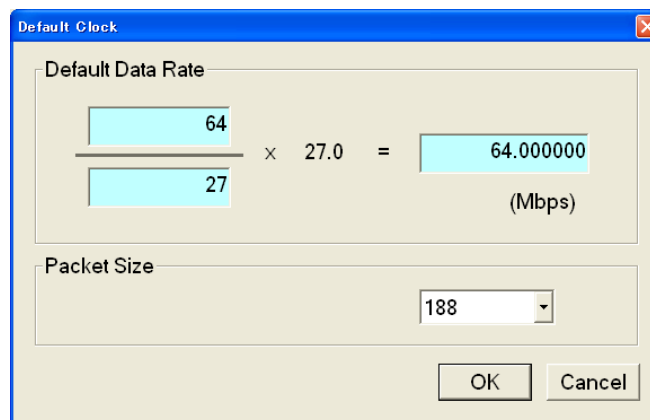 Default Clock
Default Data Rate
64
27
x 27.0 = 64.000000
(Mbps)
Packet Size
188
OK Cancel